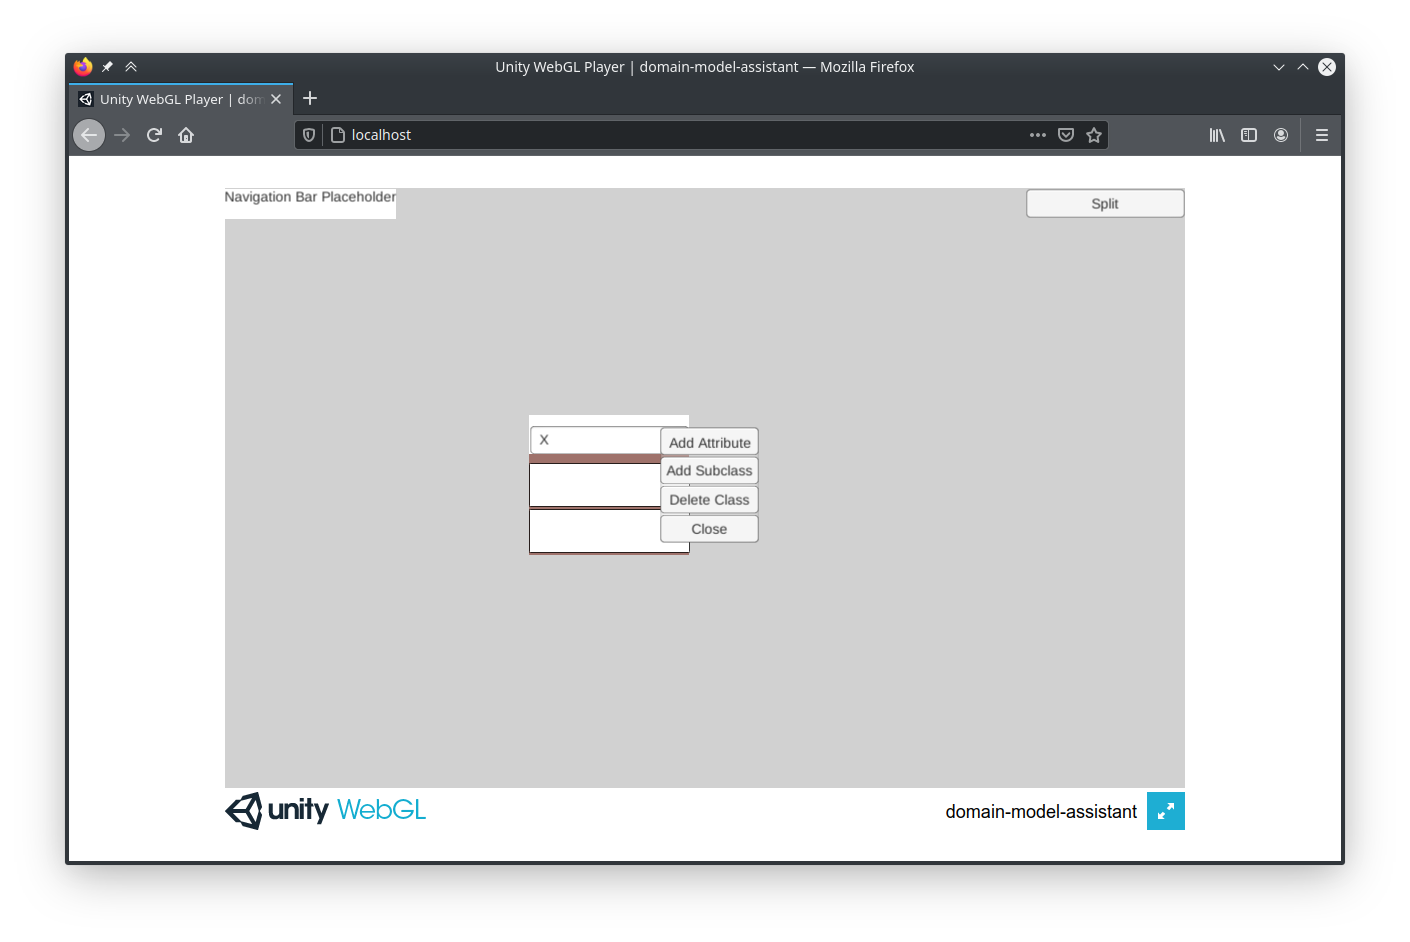 Unity WebGL Player | domain-model-assistant — Mozilla Firefox
Unity WebGL Player | dom
localhost
Navigation Bar Placeholder
Split
X
Add Attribute
Add Subclass
Delete Class
Close
unity WebGL
domain-model-assistant